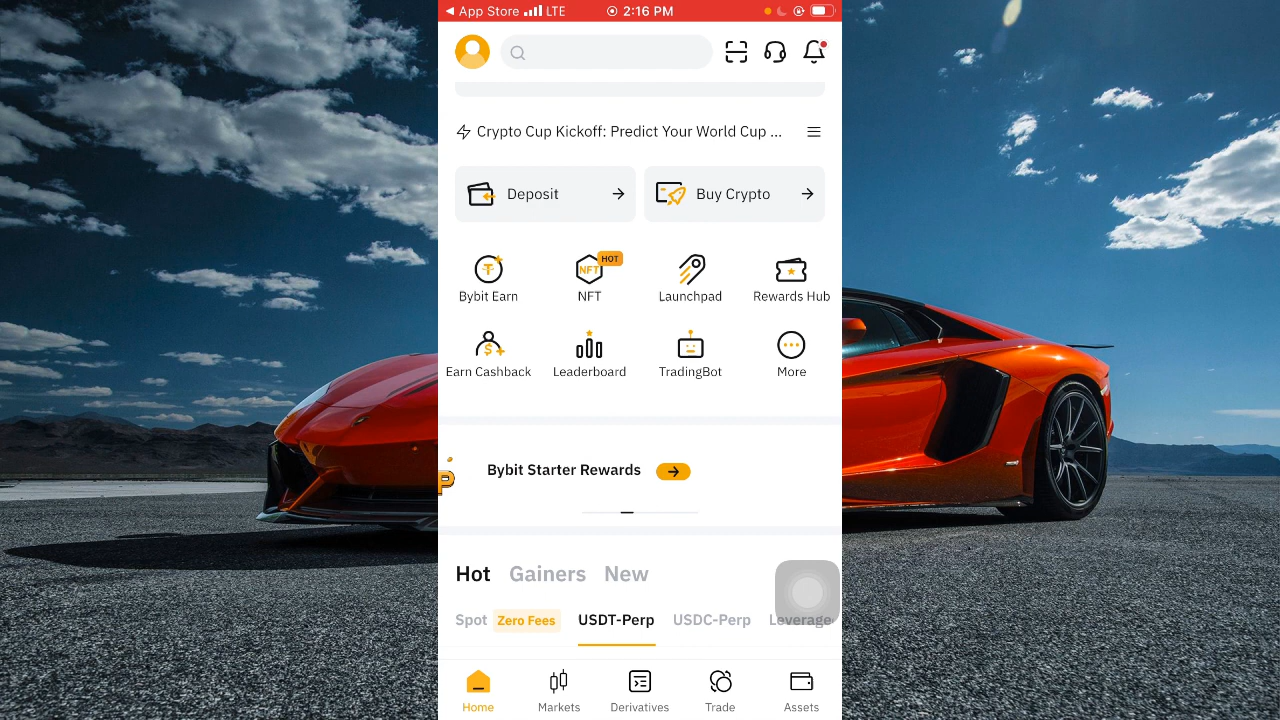 App Store LTE 2:16 PM
Crypto Cup Kickoff: Predict Your World Cup ...
Deposit
Buy Crypto
NFT HOT
Bybit Earn NFT Launchpad Rewards Hub
Earn Cashback Leaderboard TradingBot More
Bybit Starter Rewards
Hot Gainers New
Spot Zero Fees USDT-Perp USDC-Perp Leverage
Home Markets Derivatives Trade Assets